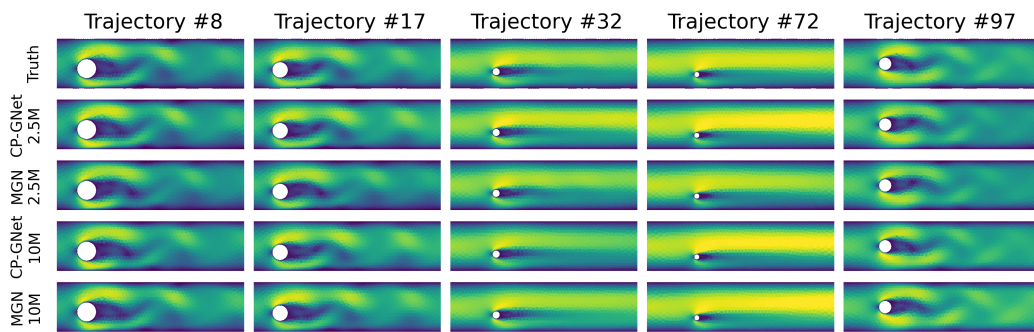 Trajectory #8 Trajectory #17 Trajectory #32 Trajectory #72 Trajectory #97
Truth
CP-GNet
2.5M
MGN
2.5M
CP-GNet
10M
MGN
10M